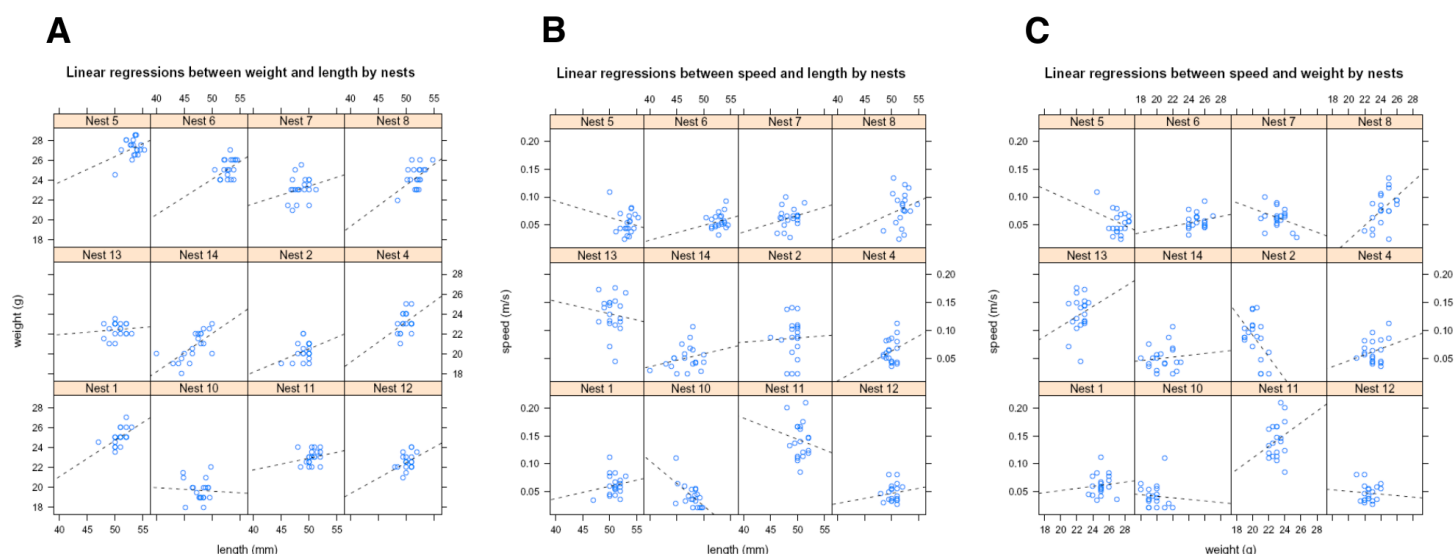 A B C
Linear regressions between weight and length by nests
40 45 50 55 40 45 50 55
Nest 5 Nest 6 Nest 7 Nest 8
28
26
24
22
20
18
Nest 13 Nest 14 Nest 2 Nest 4
28
26
24
22
20
18
Nest 1 Nest 10 Nest 11 Nest 12
28
26
24
22
20
18
40 45 50 55 40 45 50 55
weight (g)
length (mm)
Linear regressions between speed and length by nests
40 45 50 55 40 45 50 55
Nest 5 Nest 6 Nest 7 Nest 8
0.20
0.15
0.10
0.05
Nest 13 Nest 14 Nest 2 Nest 4
0.20
0.15
0.10
0.05
Nest 1 Nest 10 Nest 11 Nest 12
0.20
0.15
0.10
0.05
40 45 50 55 40 45 50 55
speed (m/s)
length (mm)
Linear regressions between speed and weight by nests
18 20 22 24 26 28 18 20 22 24 26 28
Nest 5 Nest 6 Nest 7 Nest 8
0.20
0.15
0.10
0.05
Nest 13 Nest 14 Nest 2 Nest 4
0.20
0.15
0.10
0.05
Nest 1 Nest 10 Nest 11 Nest 12
0.20
0.15
0.10
0.05
18 20 22 24 26 28 18 20 22 24 26 28
speed (m/s)
weight (g)